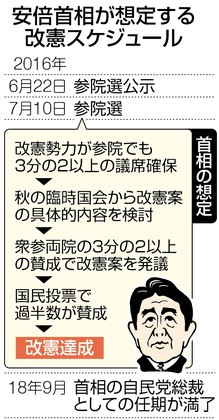 安倍首相が想定する
改憲スケジュール
2016年
6月22日 参院選公示
7月10日 参院選
首相の想定
改憲勢力が参院でも
3分の2以上の議席確保
秋の臨時国会から改憲案
の具体的内容を検討
衆参両院の3分の2以上
の賛成で改憲案を発議
国民投票で
過半数が賛成
改憲達成
18年9月 首相の自民党総裁
としての任期が満了